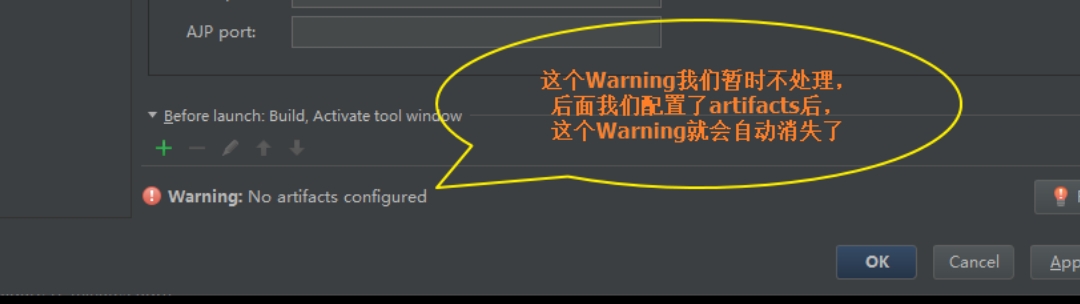 AJP port:
这个Warning我们暂时不处理，
后面我们配置了artifacts后，
这个Warning就会自动消失了
Before launch: Build, Activate tool window
Warning: No artifacts configured
OK
Cancel